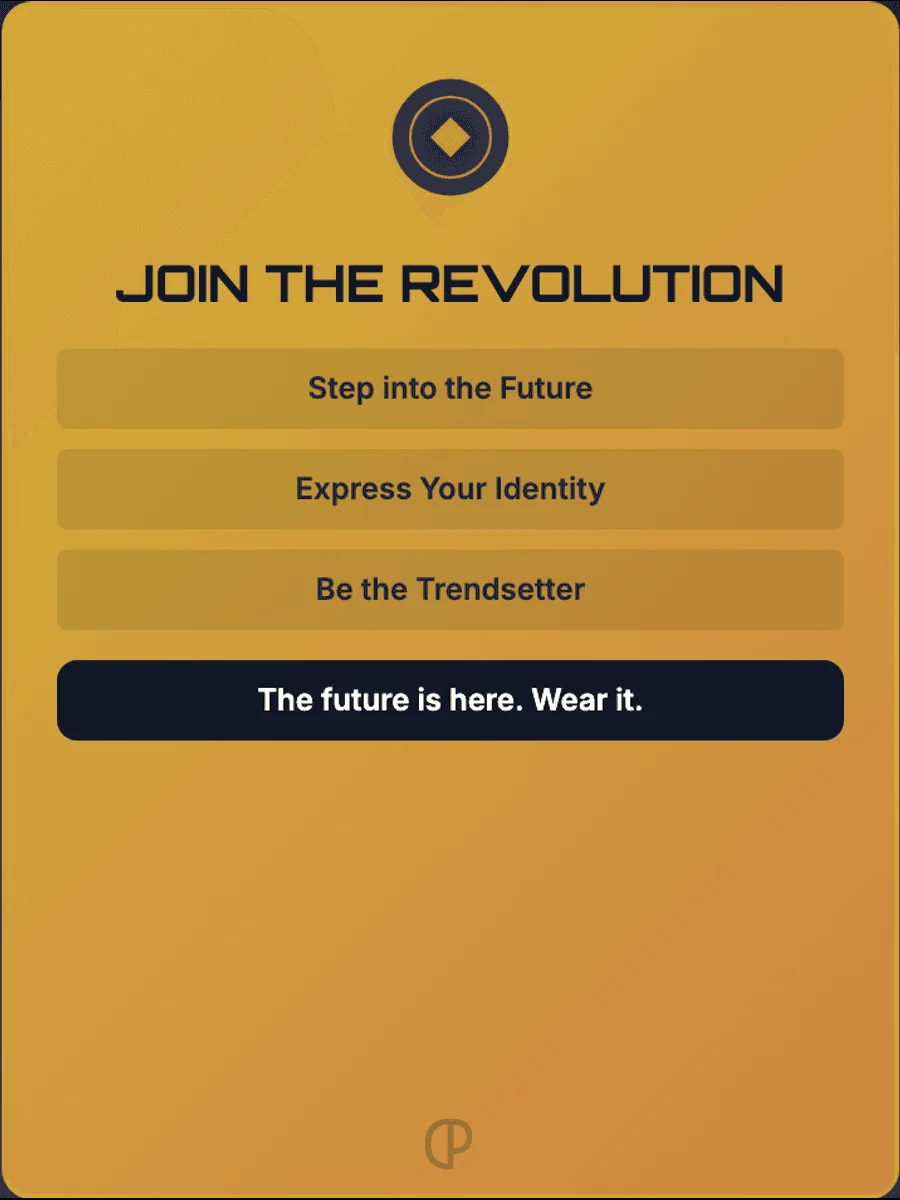 JOIN THE REVOLUTION
Step into the Future
Express Your Identity
Be the Trendsetter
The future is here. Wear it.